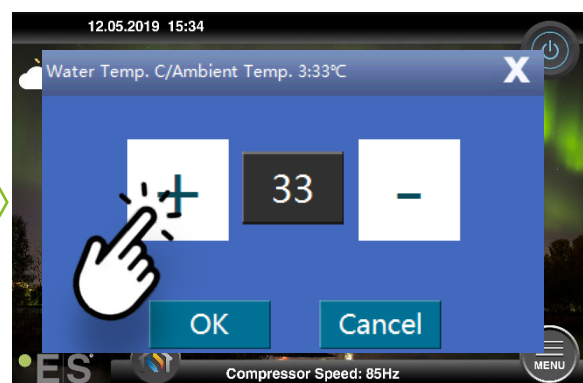 12.05.2019 15:34
Water Temp. C/Ambient Temp. 3:33℃
X
+
33
-
OK
Cancel
ES
Compressor Speed: 85Hz
MENU